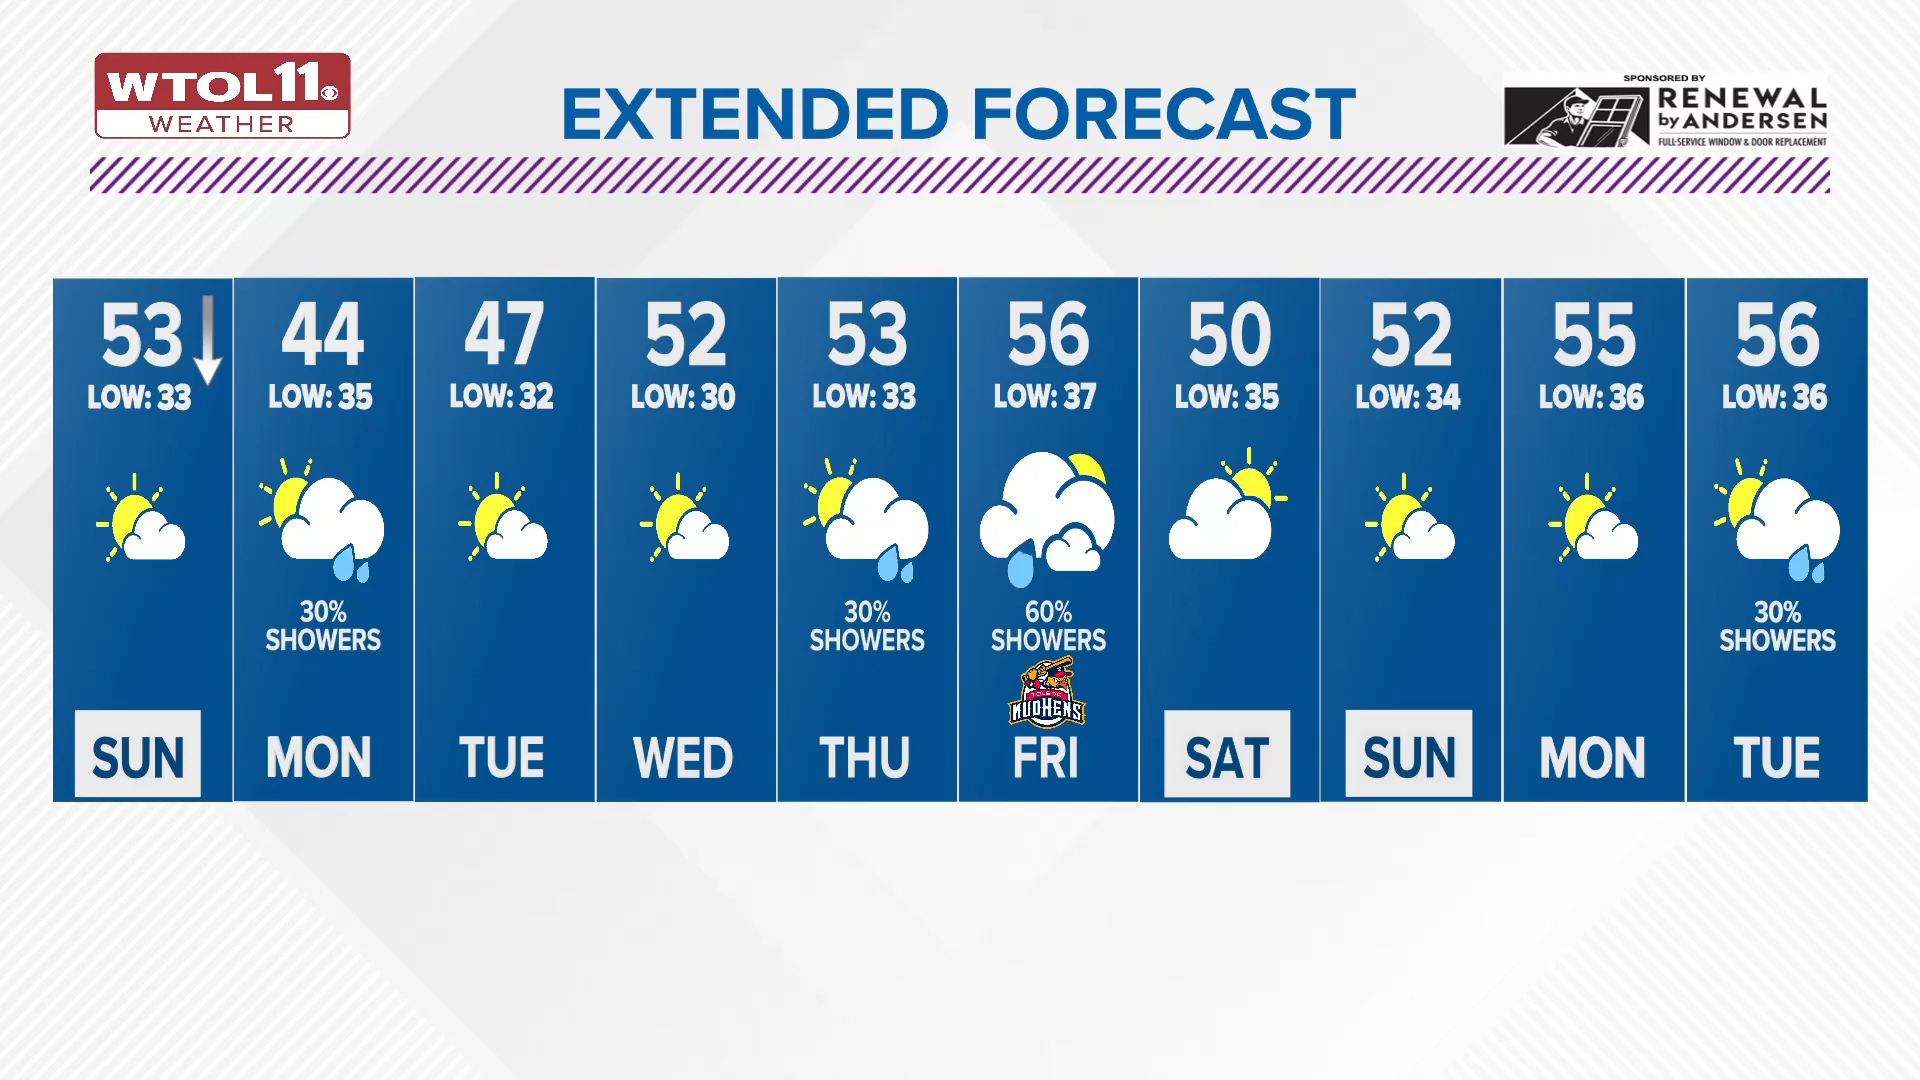 WTOL11
WEATHER
EXTENDED FORECAST
SPONSORED BY
RENEWAL
by ANDERSEN
FULL-SERVICE WINDOW & DOOR REPLACEMENT
53
LOW: 33
SUN
44
LOW: 35
30%
SHOWERS
MON
47
LOW: 32
TUE
52
LOW: 30
WED
53
LOW: 33
30%
SHOWERS
THU
56
LOW: 37
60%
SHOWERS
TOLEDO
MUDHENS
FRI
50
LOW: 35
SAT
52
LOW: 34
SUN
55
LOW: 36
MON
56
LOW: 36
30%
SHOWERS
TUE